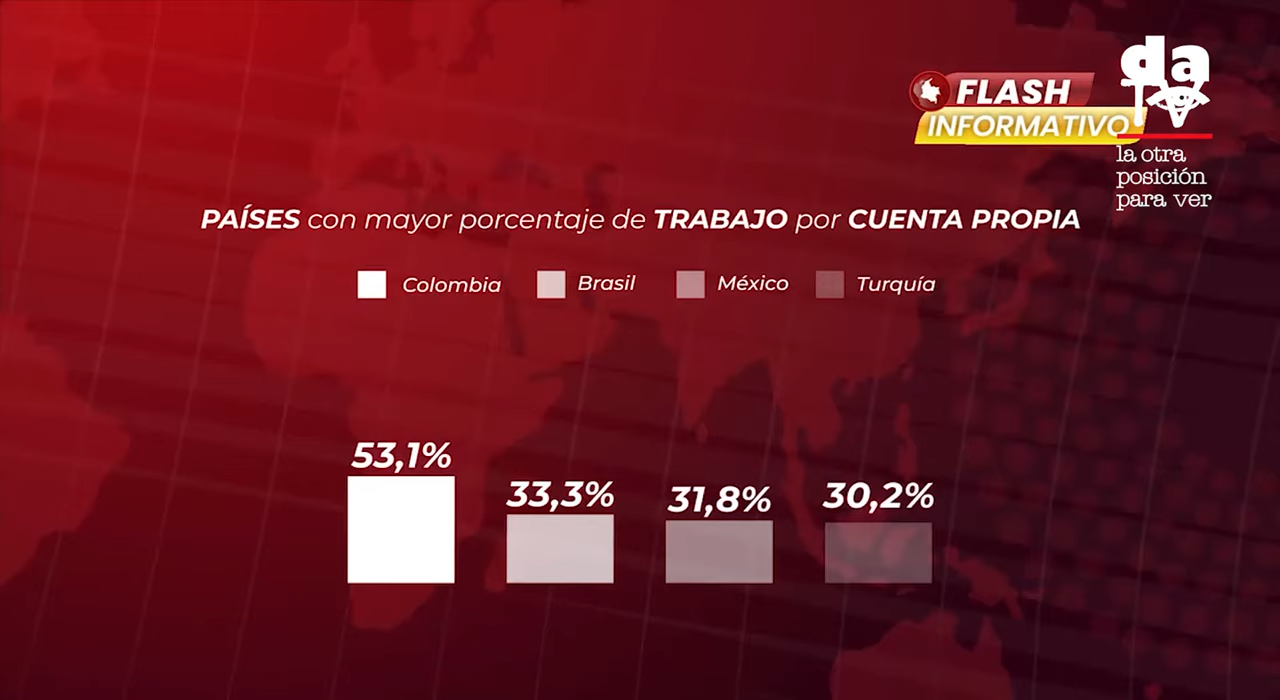 da
TV
FLASH
INFORMATIVO
la otra
posición
para ver
PAÍSES con mayor porcentaje de TRABAJO por CUENTA PROPIA
Colombia Brasil México Turquía
53,1% 33,3% 31,8% 30,2%